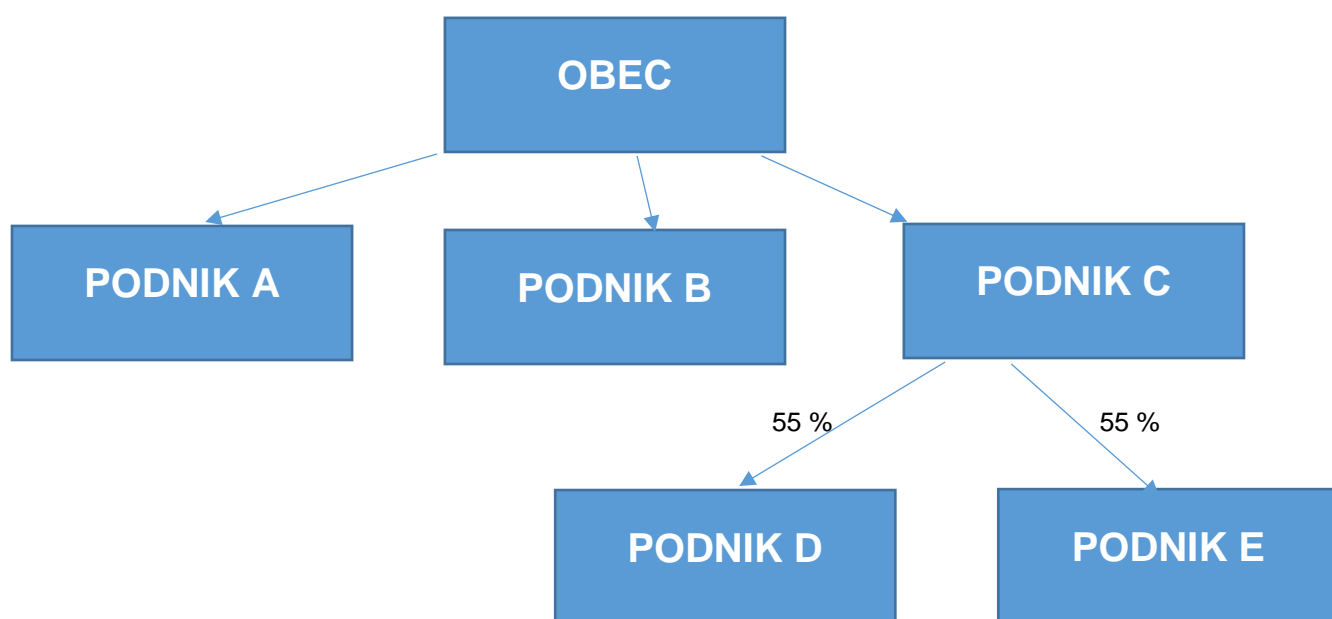 OBEC
PODNIK A
PODNIK B
PODNIK C
55 %
55 %
PODNIK D
PODNIK E